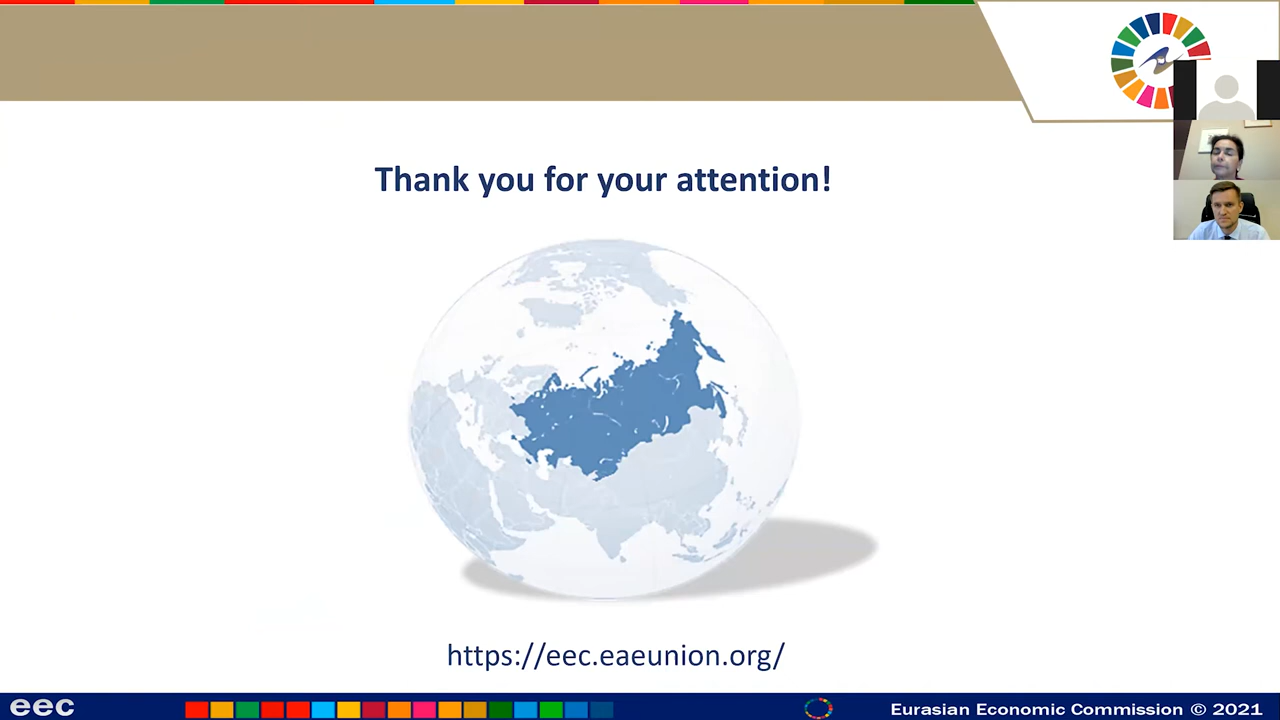 Thank you for your attention!
https://eec.eaeunion.org/
eec
Eurasian Economic Commission © 2021